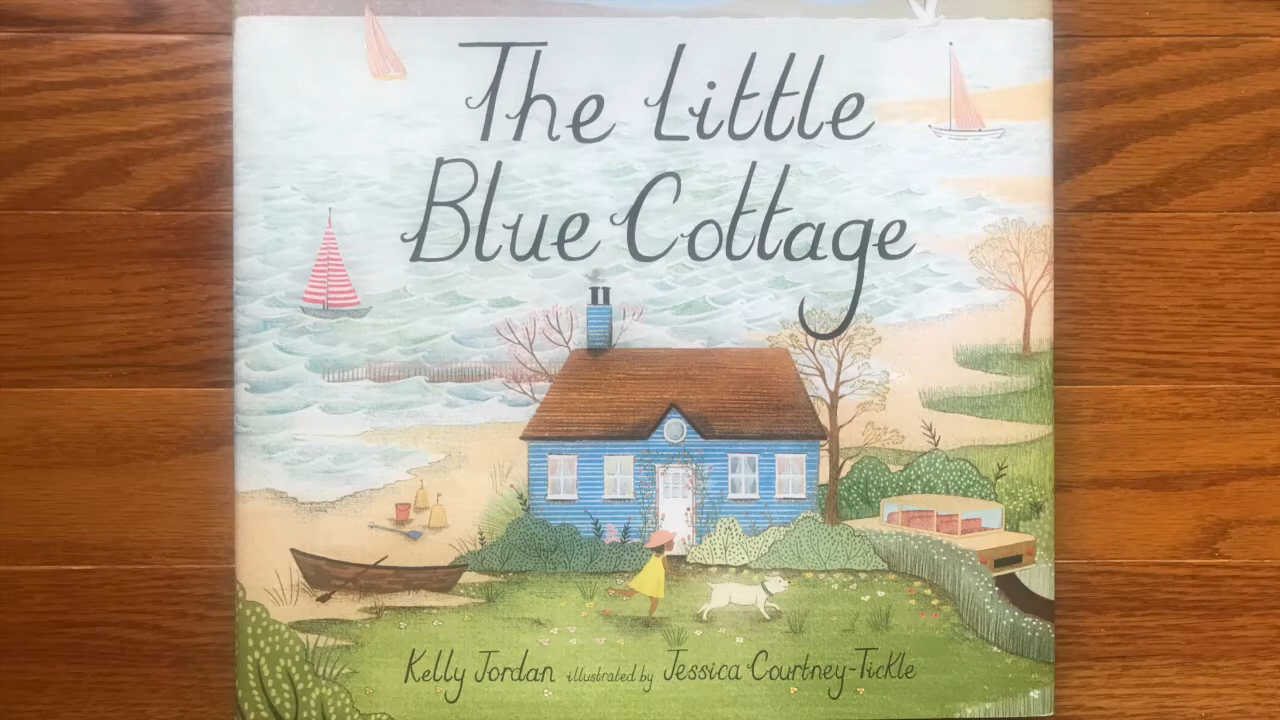 The Little
Blue Cottage
Kelly Jordan illustrated by Jessica Courtney-Tickle